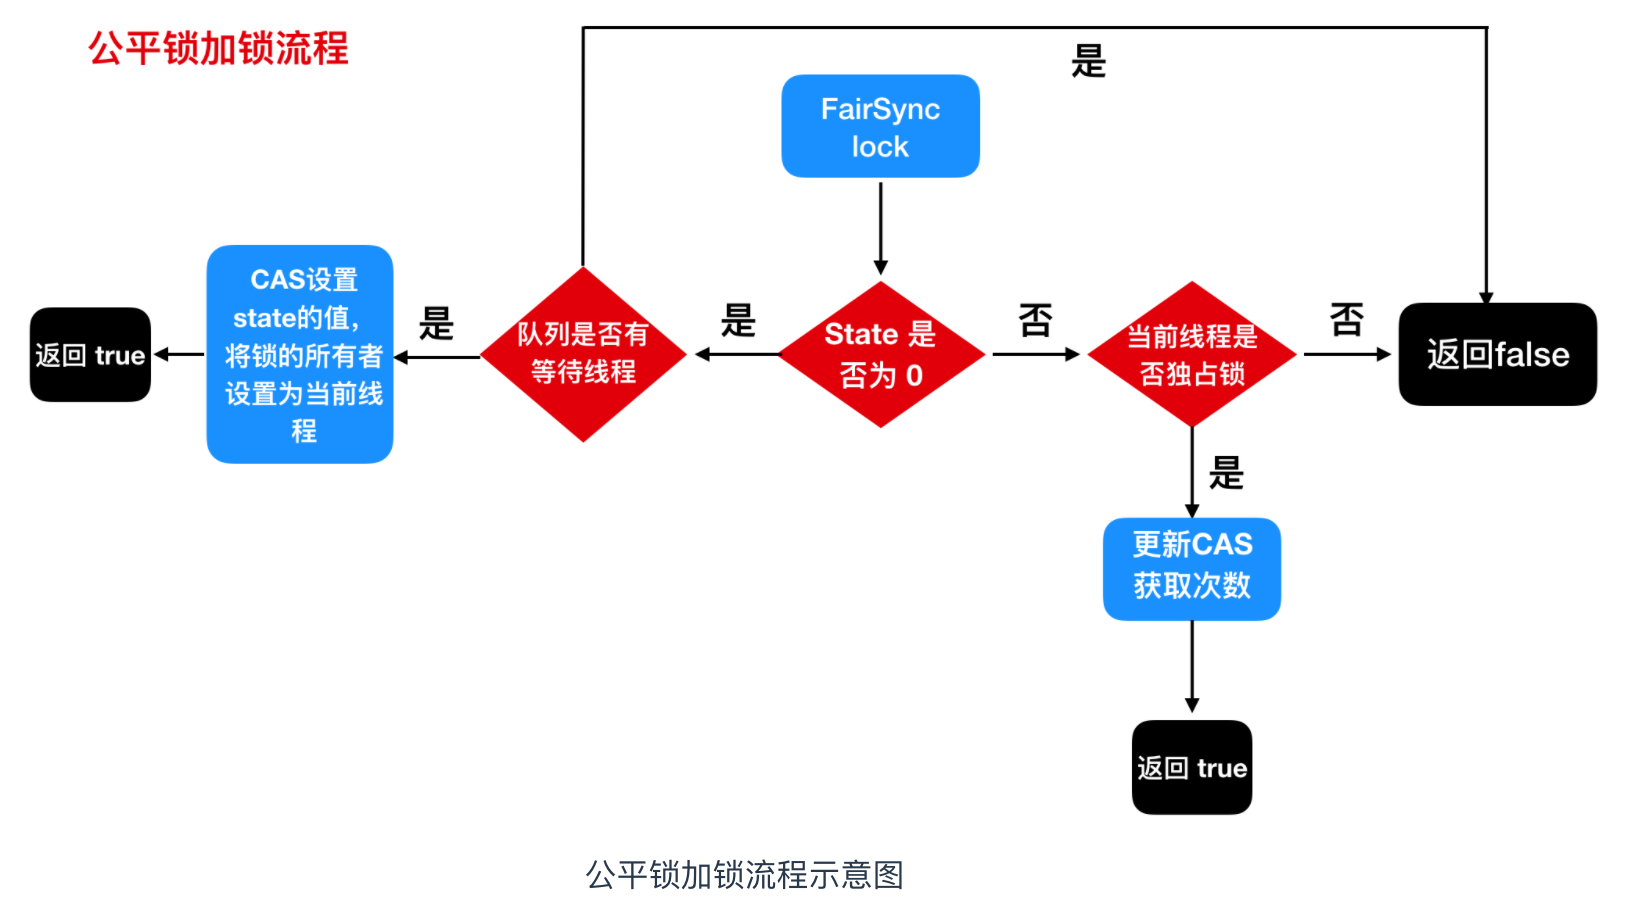 公平锁加锁流程
是
FairSync
lock
CAS设置
state的值，
将锁的所有者
设置为当前线
程
返回 true
是
队列是否有
等待线程
是
State 是
否为 0
否
当前线程是
否独占锁
否
返回false
是
更新CAS
获取次数
返回 true
公平锁加锁流程示意图